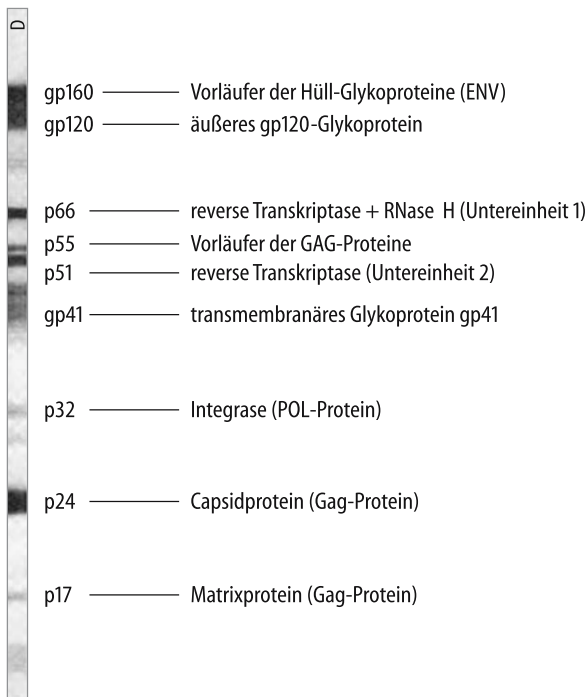 D
gp160 Vorläufer der Hüll-Glykoproteine (ENV)
gp120 äußeres gp120-Glykoprotein
p66 reverse Transkriptase + RNase H (Untereinheit 1)
p55 Vorläufer der GAG-Proteine
p51 reverse Transkriptase (Untereinheit 2)
gp41 transmembranäres Glykoprotein gp41
p32 Integrase (POL-Protein)
p24 Capsidprotein (Gag-Protein)
p17 Matrixprotein (Gag-Protein)